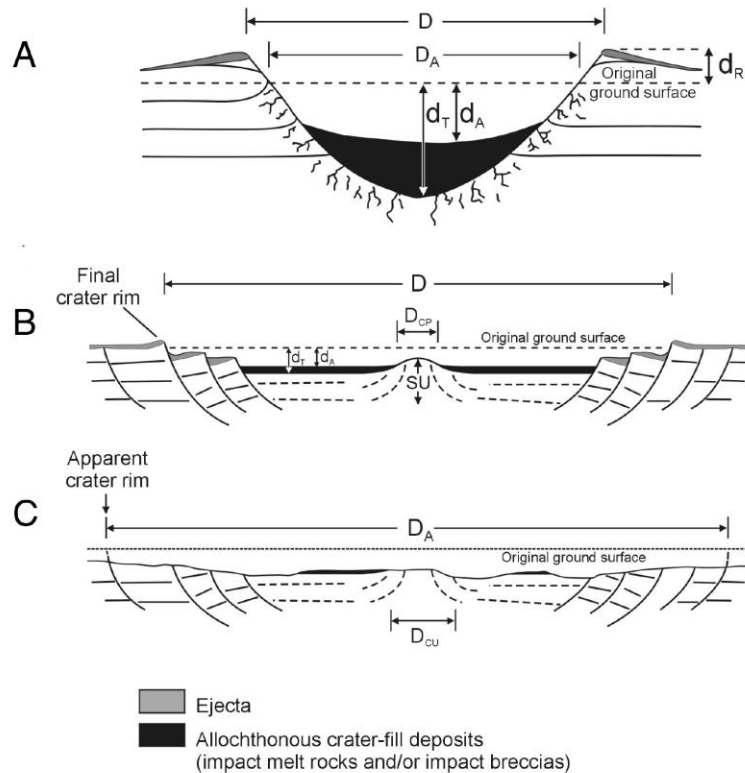 A
D
D_A
d_R
Original
ground surface
d_T
d_A
Final
crater rim
B
D
D_CP
Original ground surface
d_T
d_A
SU
Apparent
crater rim
C
D_A
Original ground surface
D_CU
Ejecta
Allochthonous crater-fill deposits
(impact melt rocks and/or impact breccias)